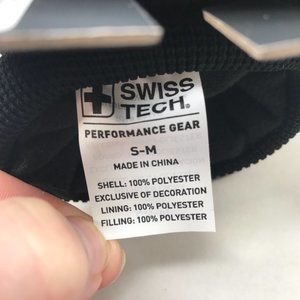 SWISS
TECH®
PERFORMANCE GEAR
S-M
MADE IN CHINA
SHELL: 100% POLYESTER
EXCLUSIVE OF DECORATION
LINING: 100% POLYESTER
FILLING: 100% POLYESTER